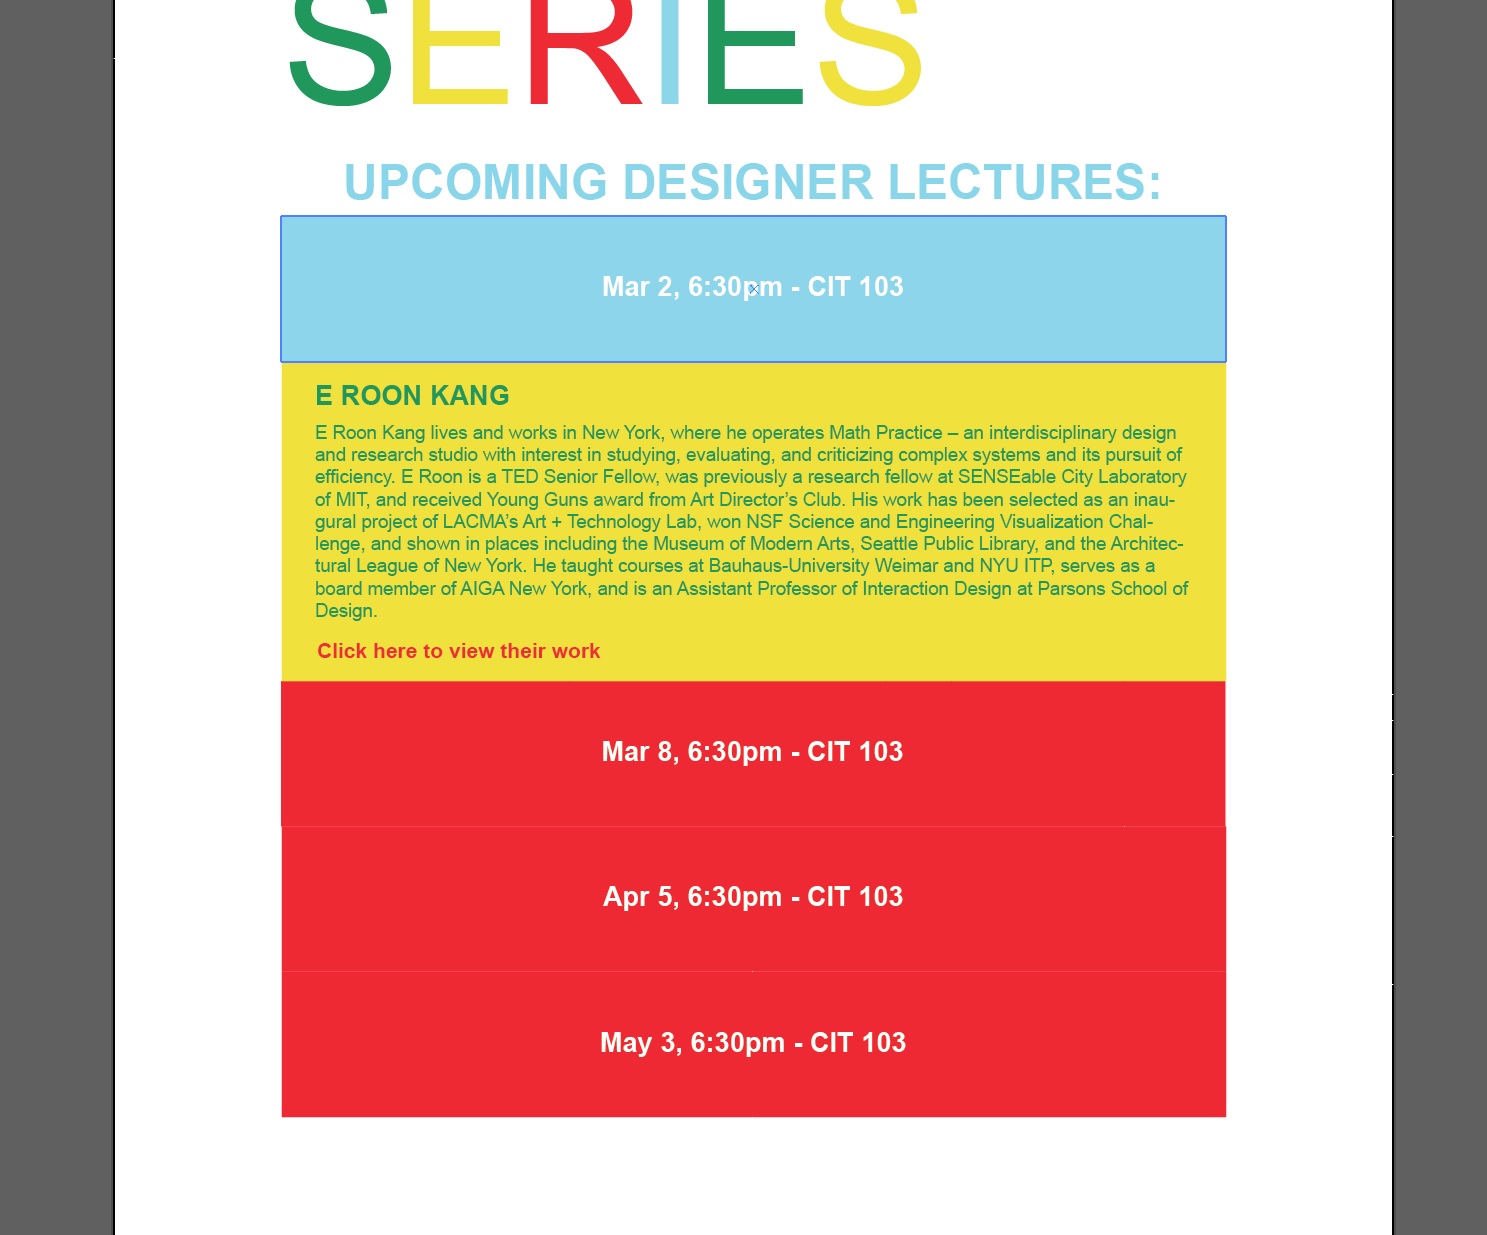 SERIES
UPCOMING DESIGNER LECTURES:
Mar 2, 6:30pm - CIT 103
E ROON KANG
E Roon Kang lives and works in New York, where he operates Math Practice – an interdisciplinary design
and research studio with interest in studying, evaluating, and criticizing complex systems and its pursuit of
efficiency. E Roon is a TED Senior Fellow, was previously a research fellow at SENSEable City Laboratory
of MIT, and received Young Guns award from Art Director’s Club. His work has been selected as an inau-
gural project of LACMA’s Art + Technology Lab, won NSF Science and Engineering Visualization Chal-
lenge, and shown in places including the Museum of Modern Arts, Seattle Public Library, and the Architec-
tural League of New York. He taught courses at Bauhaus-University Weimar and NYU ITP, serves as a
board member of AIGA New York, and is an Assistant Professor of Interaction Design at Parsons School of
Design.
Click here to view their work
Mar 8, 6:30pm - CIT 103
Apr 5, 6:30pm - CIT 103
May 3, 6:30pm - CIT 103